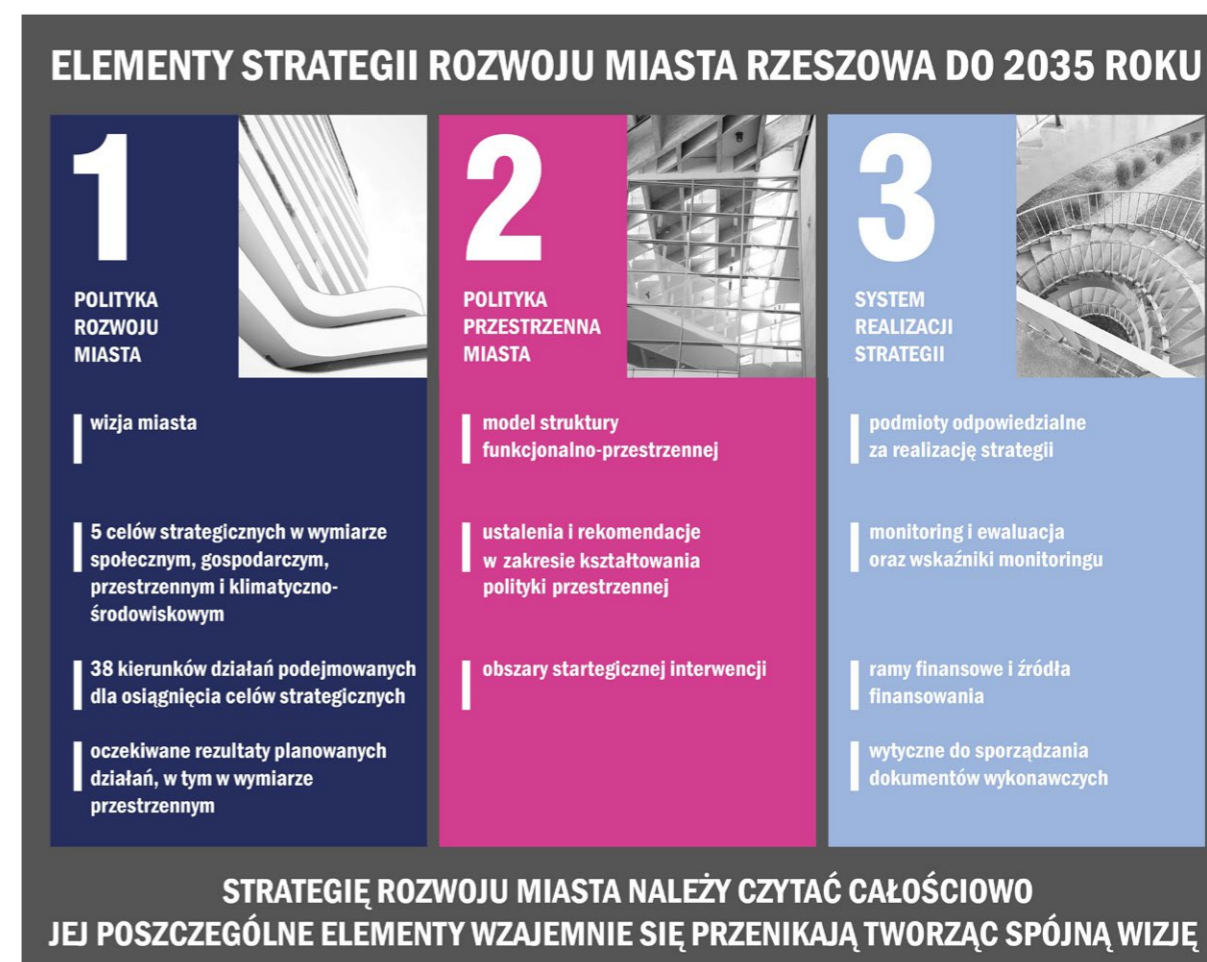 ELEMENTY STRATEGII ROZWOJU MIASTA RZESZOWA DO 2035 ROKU
1
POLITYKA
ROZWOJU
MIASTA
wizja miasta
5 celów strategicznych w wymiarze
społecznym, gospodarczym,
przestrzennym i klimatyczno-
środowiskowym
38 kierunków działań podejmowanych
dla osiągnięcia celów strategicznych
oczekiwane rezultaty planowanych
działań, w tym w wymiarze
przestrzennym
2
POLITYKA
PRZESTRZENNA
MIASTA
model struktury
funkcjonalno-przestrzennej
ustalenia i rekomendacje
w zakresie kształtowania
polityki przestrzennej
obszary startegicznej interwencji
3
SYSTEM
REALIZACJI
STRATEGII
podmioty odpowiedzialne
za realizację strategii
monitoring i ewaluacja
oraz wskaźniki monitoringu
ramy finansowe i źródła
finansowania
wytyczne do sporządzania
dokumentów wykonawczych
STRATEGIĘ ROZWOJU MIASTA NALEŻY CZYTAĆ CAŁOŚCIOWO
JEJ POSZCZEGÓLNE ELEMENTY WZAJEMNIE SIĘ PRZENIKAJĄ TWORZĄC SPÓJNĄ WIZJĘ